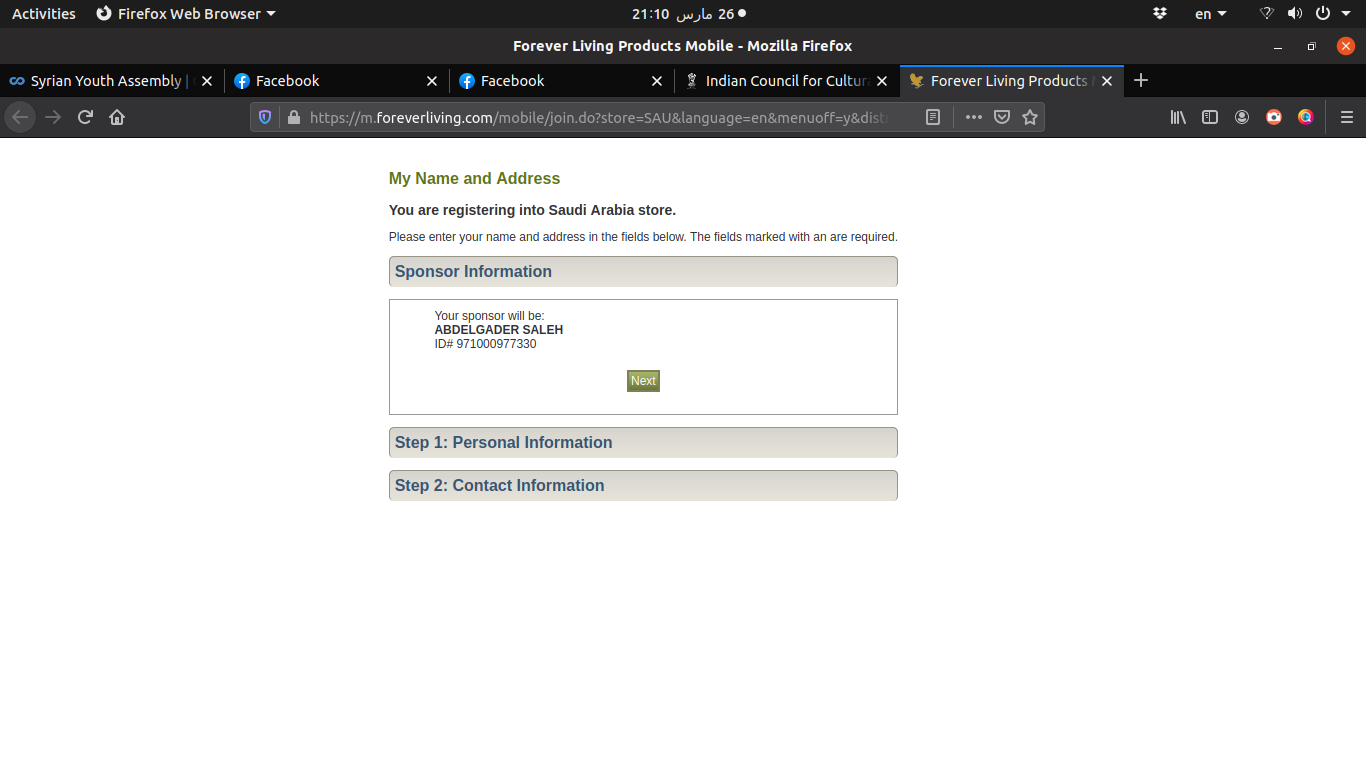 Activities Firefox Web Browser 21:10 26 مارس en
Forever Living Products Mobile - Mozilla Firefox
Syrian Youth Assembly | Facebook Facebook Indian Council for Cultura Forever Living Products
https://m.foreverliving.com/mobile/join.do?store=SAU&language=en&menuoff=y&dist
My Name and Address
You are registering into Saudi Arabia store.
Please enter your name and address in the fields below. The fields marked with an are required.
Sponsor Information
Your sponsor will be:
ABDELGADER SALEH
ID# 971000977330
Next
Step 1: Personal Information
Step 2: Contact Information